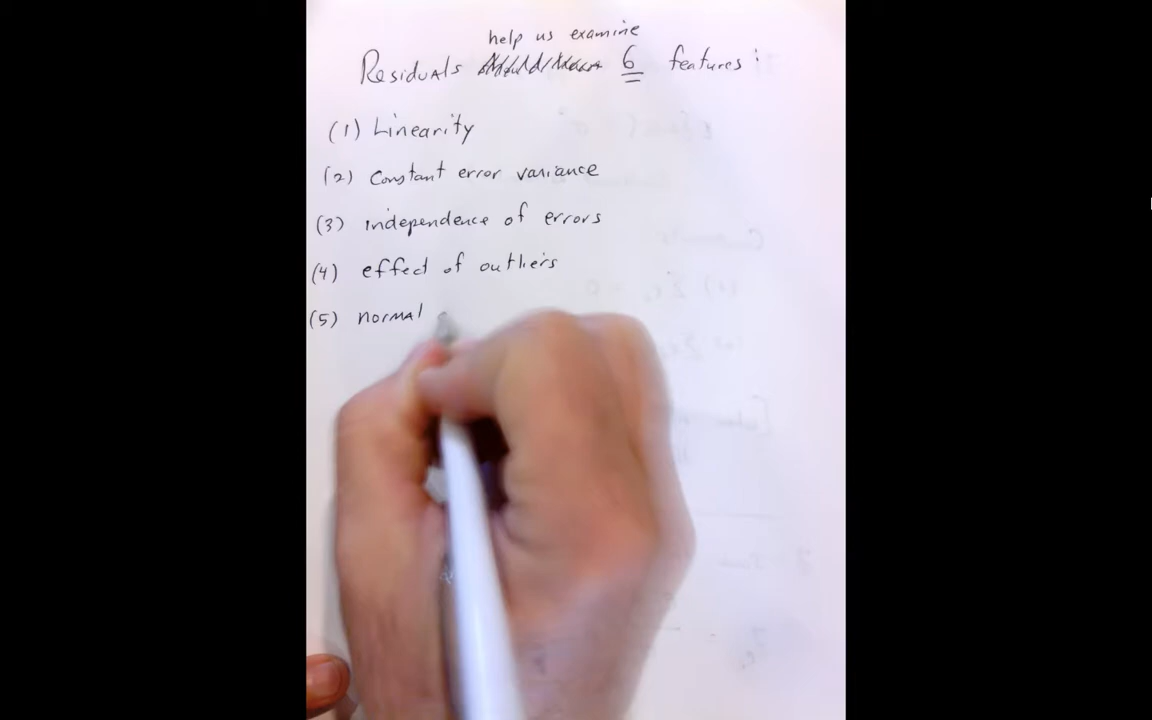 help us examine
Residuals 6 features:
(1) Linearity
(2) Constant error variance
(3) independence of errors
(4) effect of outliers
(5) normal